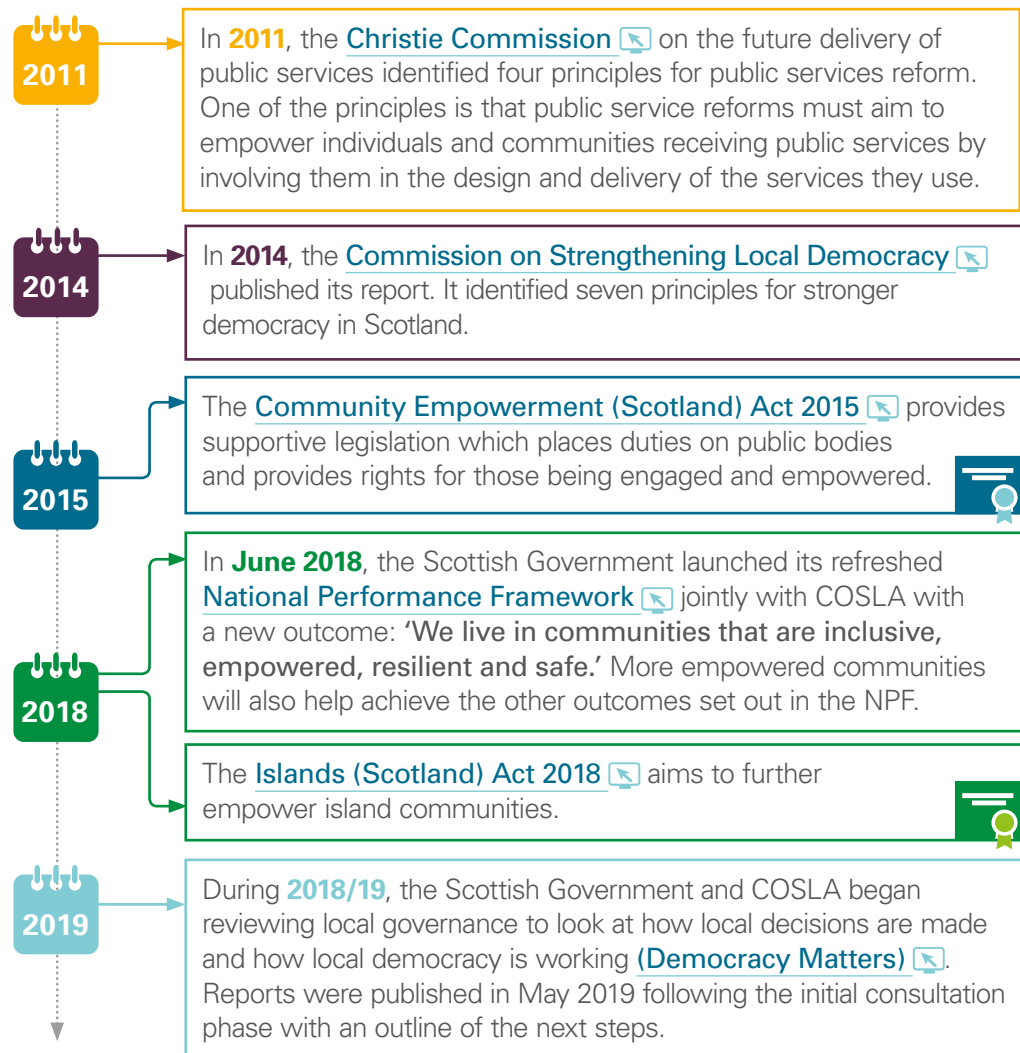 2011
In 2011, the Christie Commission on the future delivery of
public services identified four principles for public services reform.
One of the principles is that public service reforms must aim to
empower individuals and communities receiving public services by
involving them in the design and delivery of the services they use.
2014
In 2014, the Commission on Strengthening Local Democracy
published its report. It identified seven principles for stronger
democracy in Scotland.
2015
The Community Empowerment (Scotland) Act 2015 provides
supportive legislation which places duties on public bodies
and provides rights for those being engaged and empowered.
2018
In June 2018, the Scottish Government launched its refreshed
National Performance Framework jointly with COSLA with
a new outcome: ‘We live in communities that are inclusive,
empowered, resilient and safe.’ More empowered communities
will also help achieve the other outcomes set out in the NPF.
The Islands (Scotland) Act 2018 aims to further
empower island communities.
2019
During 2018/19, the Scottish Government and COSLA began
reviewing local governance to look at how local decisions are made
and how local democracy is working (Democracy Matters).
Reports were published in May 2019 following the initial consultation
phase with an outline of the next steps.